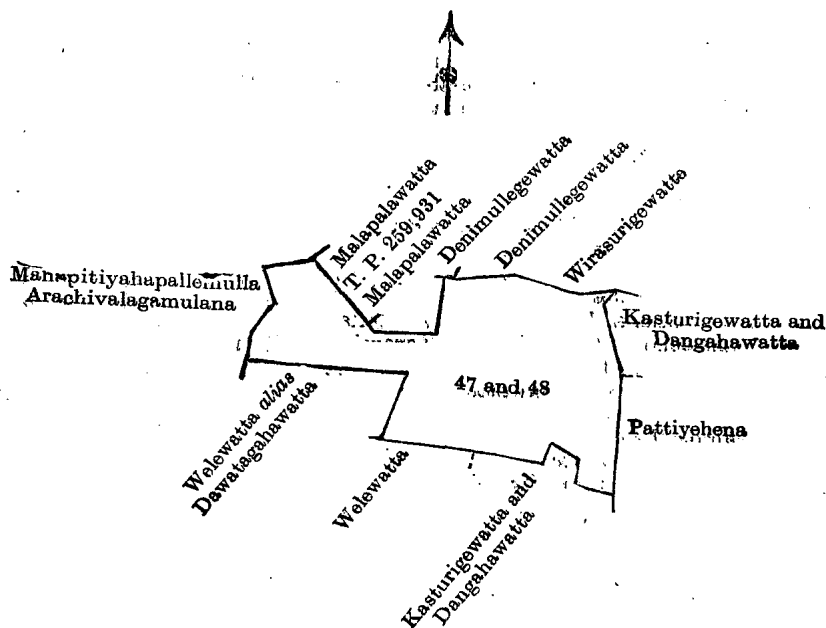 Malapalawatta
T. P. 259,931
Malapalawatta
Denimullegewatta
Denimullegewatta
Wirasurigewatte
Manapitiyahapallemulla
Arachivalagamulana
Kasturigewatta and
Dangahawatta
47 and 48
Pattiyehena
Welewatta alias
Dawatagahawatta
Welewatta
Kasturigewatta and
Dangahawatta